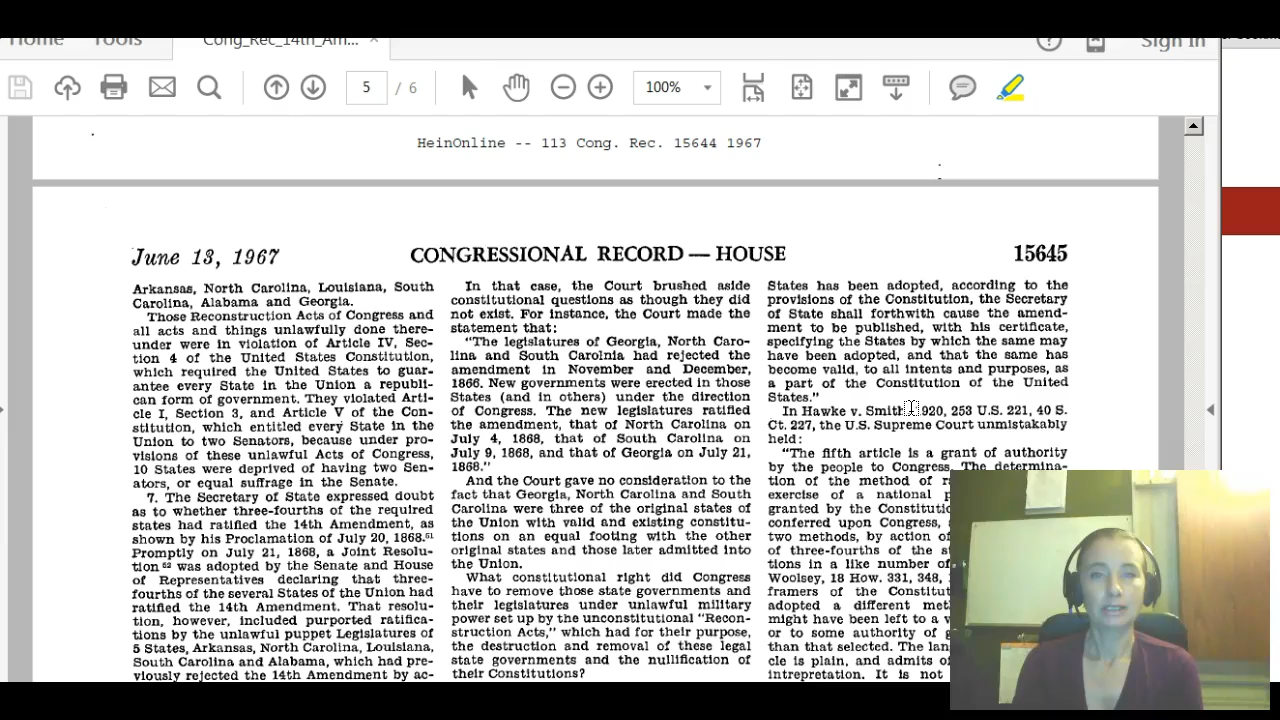 Home
Tools
Cong_Rec_14th_Am...
Sign In
5 / 6
100%
HeinOnline -- 113 Cong. Rec. 15644 1967
June 13, 1967
CONGRESSIONAL RECORD — HOUSE
15645
Arkansas, North Carolina, Louisiana, South
Carolina, Alabama and Georgia.
Those Reconstruction Acts of Congress and
all acts and things unlawfully done there-
under were in violation of Article IV, Sec-
tion 4 of the United States Constitution,
which required the United States to guar-
antee every State in the Union a republi-
can form of government. They violated Arti-
cle I, Section 3, and Article V of the Con-
stitution, which entitled every State in the
Union to two Senators, because under pro-
visions of these unlawful Acts of Congress,
10 States were deprived of having two Sen-
ators, or equal suffrage in the Senate.
7. The Secretary of State expressed doubt
as to whether three-fourths of the required
states had ratified the 14th Amendment, as
shown by his Proclamation of July 20, 1868.⁵¹
Promptly on July 21, 1868, a Joint Resolu-
tion ⁵² was adopted by the Senate and House
of Representatives declaring that three-
fourths of the several States of the Union had
ratified the 14th Amendment. That resolu-
tion, however, included purported ratifica-
tions by the unlawful puppet Legislatures of
5 States, Arkansas, North Carolina, Louisiana,
South Carolina and Alabama, which had pre-
viously rejected the 14th Amendment by ac-
In that case, the Court brushed aside
constitutional questions as though they did
not exist. For instance, the Court made the
statement that:
"The legislatures of Georgia, North Caro-
lina and South Carolnia had rejected the
amendment in November and December,
1866. New governments were erected in those
States (and in others) under the direction
of Congress. The new legislatures ratified
the amendment, that of North Carolina on
July 4, 1868, that of South Carolina on
July 9, 1868, and that of Georgia on July 21,
1868."
And the Court gave no consideration to the
fact that Georgia, North Carolina and South
Carolina were three of the original states of
the Union with valid and existing constitu-
tions on an equal footing with the other
original states and those later admitted into
the Union.
What constitutional right did Congress
have to remove those state governments and
their legislatures under unlawful military
power set up by the unconstitutional "Recon-
struction Acts," which had for their purpose,
the destruction and removal of these legal
state governments and the nullification of
their Constitutions?
States has been adopted, according to the
provisions of the Constitution, the Secretary
of State shall forthwith cause the amend-
ment to be published, with his certificate,
specifying the States by which the same may
have been adopted, and that the same has
become valid, to all intents and purposes, as
a part of the Constitution of the United
States."
In Hawke v. Smith 920, 253 U.S. 221, 40 S.
Ct. 227, the U.S. Supreme Court unmistakably
held:
"The fifth article is a grant of authority
by the people to Congress. The determina-
tion of the method of
exercise of a national
granted by the Constitu
conferred upon Congress,
two methods, by action of
of three-fourths of the
tions in a like number of
Woolsey, 18 How. 331, 348,
framers of the Constitut
adopted a different met
might have been left to a
or to some authority of
than that selected. The lan
cle is plain, and admits of
intrepretation. It is not